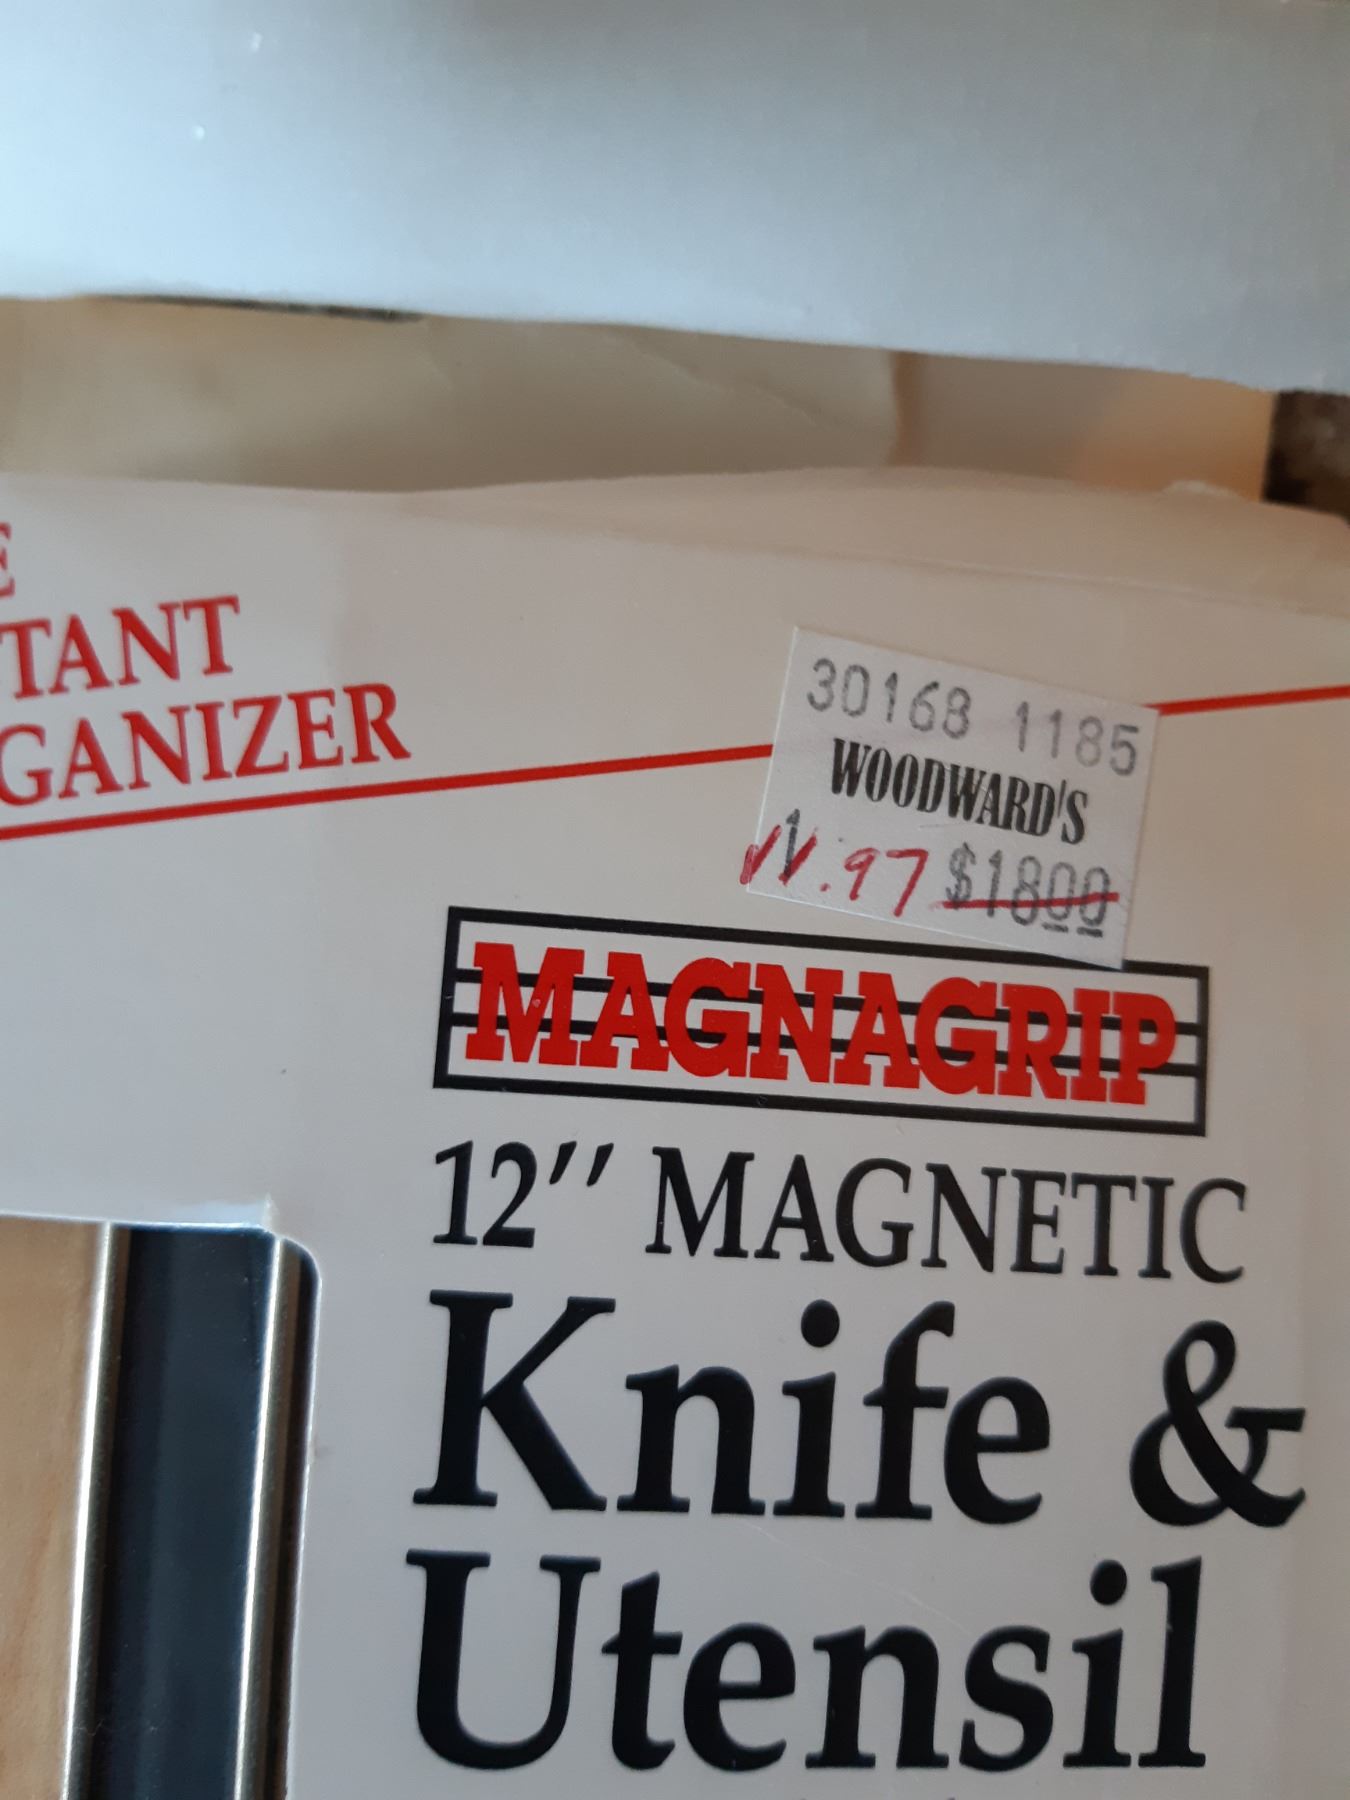 E
TANT
GANIZER
30168 1185
WOODWARD'S
11.97 $1800
MAGNAGRIP
12" MAGNETIC
Knife &
Utensil